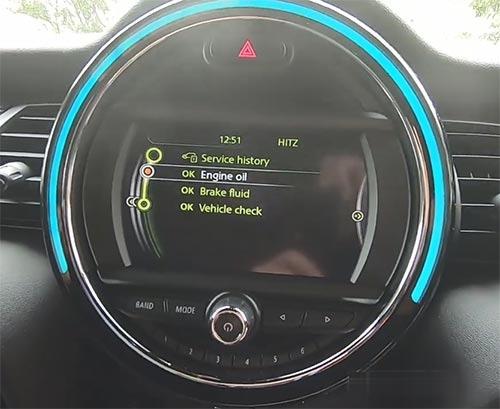 12:51 HITZ
Service history
OK Engine oil
OK Brake fluid
OK Vehicle check
BAND MODE
1 2 3 4 5 6